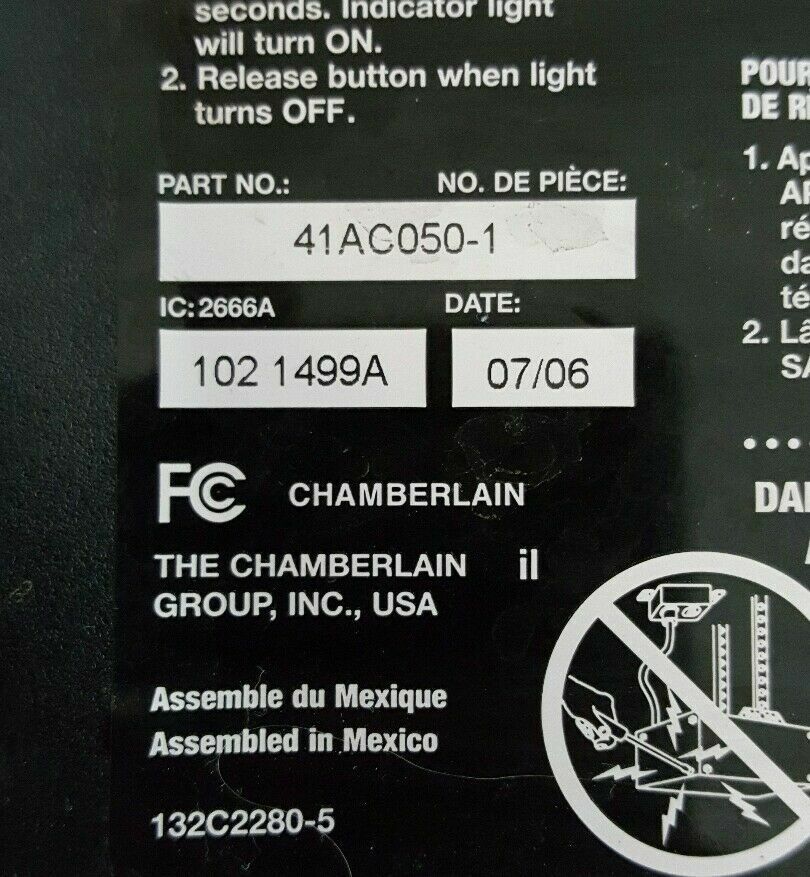 seconds. Indicator light
will turn ON.
2. Release button when light
turns OFF.
PART NO.: NO. DE PIÈCE:
41AC050-1
IC: 2666A DATE:
102 1499A 07/06
FC CHAMBERLAIN
THE CHAMBERLAIN il
GROUP, INC., USA
Assemble du Mexique
Assembled in Mexico
132C2280-5
POUR
DE
1.
2.